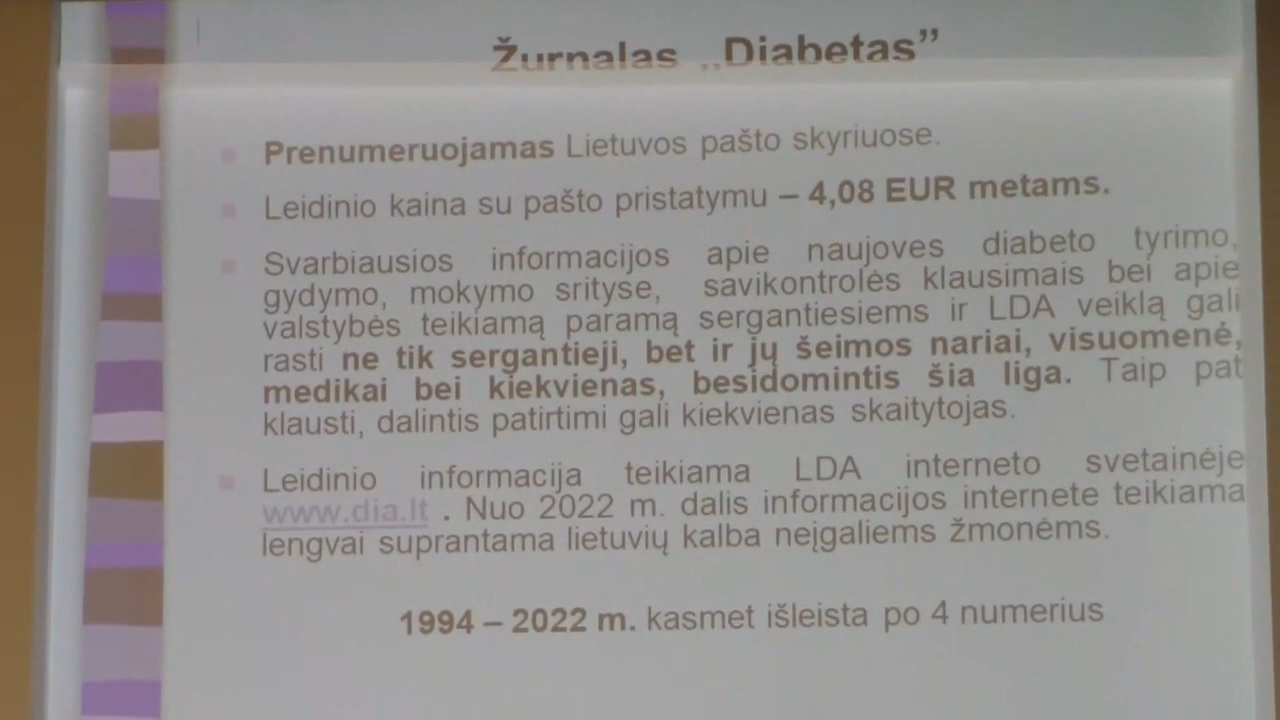 Žurnalas „Diabetas”
Prenumeruojamas Lietuvos pašto skyriuose.
Leidinio kaina su pašto pristatymu – 4,08 EUR metams.
Svarbiausios informacijos apie naujoves diabeto tyrimo,
gydymo, mokymo srityse, savikontrolės klausimais bei apie
valstybės teikiamą paramą sergantiesiems ir LDA veiklą gali
rasti ne tik sergantieji, bet ir jų šeimos nariai, visuomenė,
medikai bei kiekvienas, besidomintis šia liga. Taip pat
klausti, dalintis patirtimi gali kiekvienas skaitytojas.
Leidinio informacija teikiama LDA interneto svetainėje
www.dia.lt . Nuo 2022 m. dalis informacijos internete teikiama
lengvai suprantama lietuvių kalba neįgaliems žmonėms.
1994 – 2022 m. kasmet išleista po 4 numerius